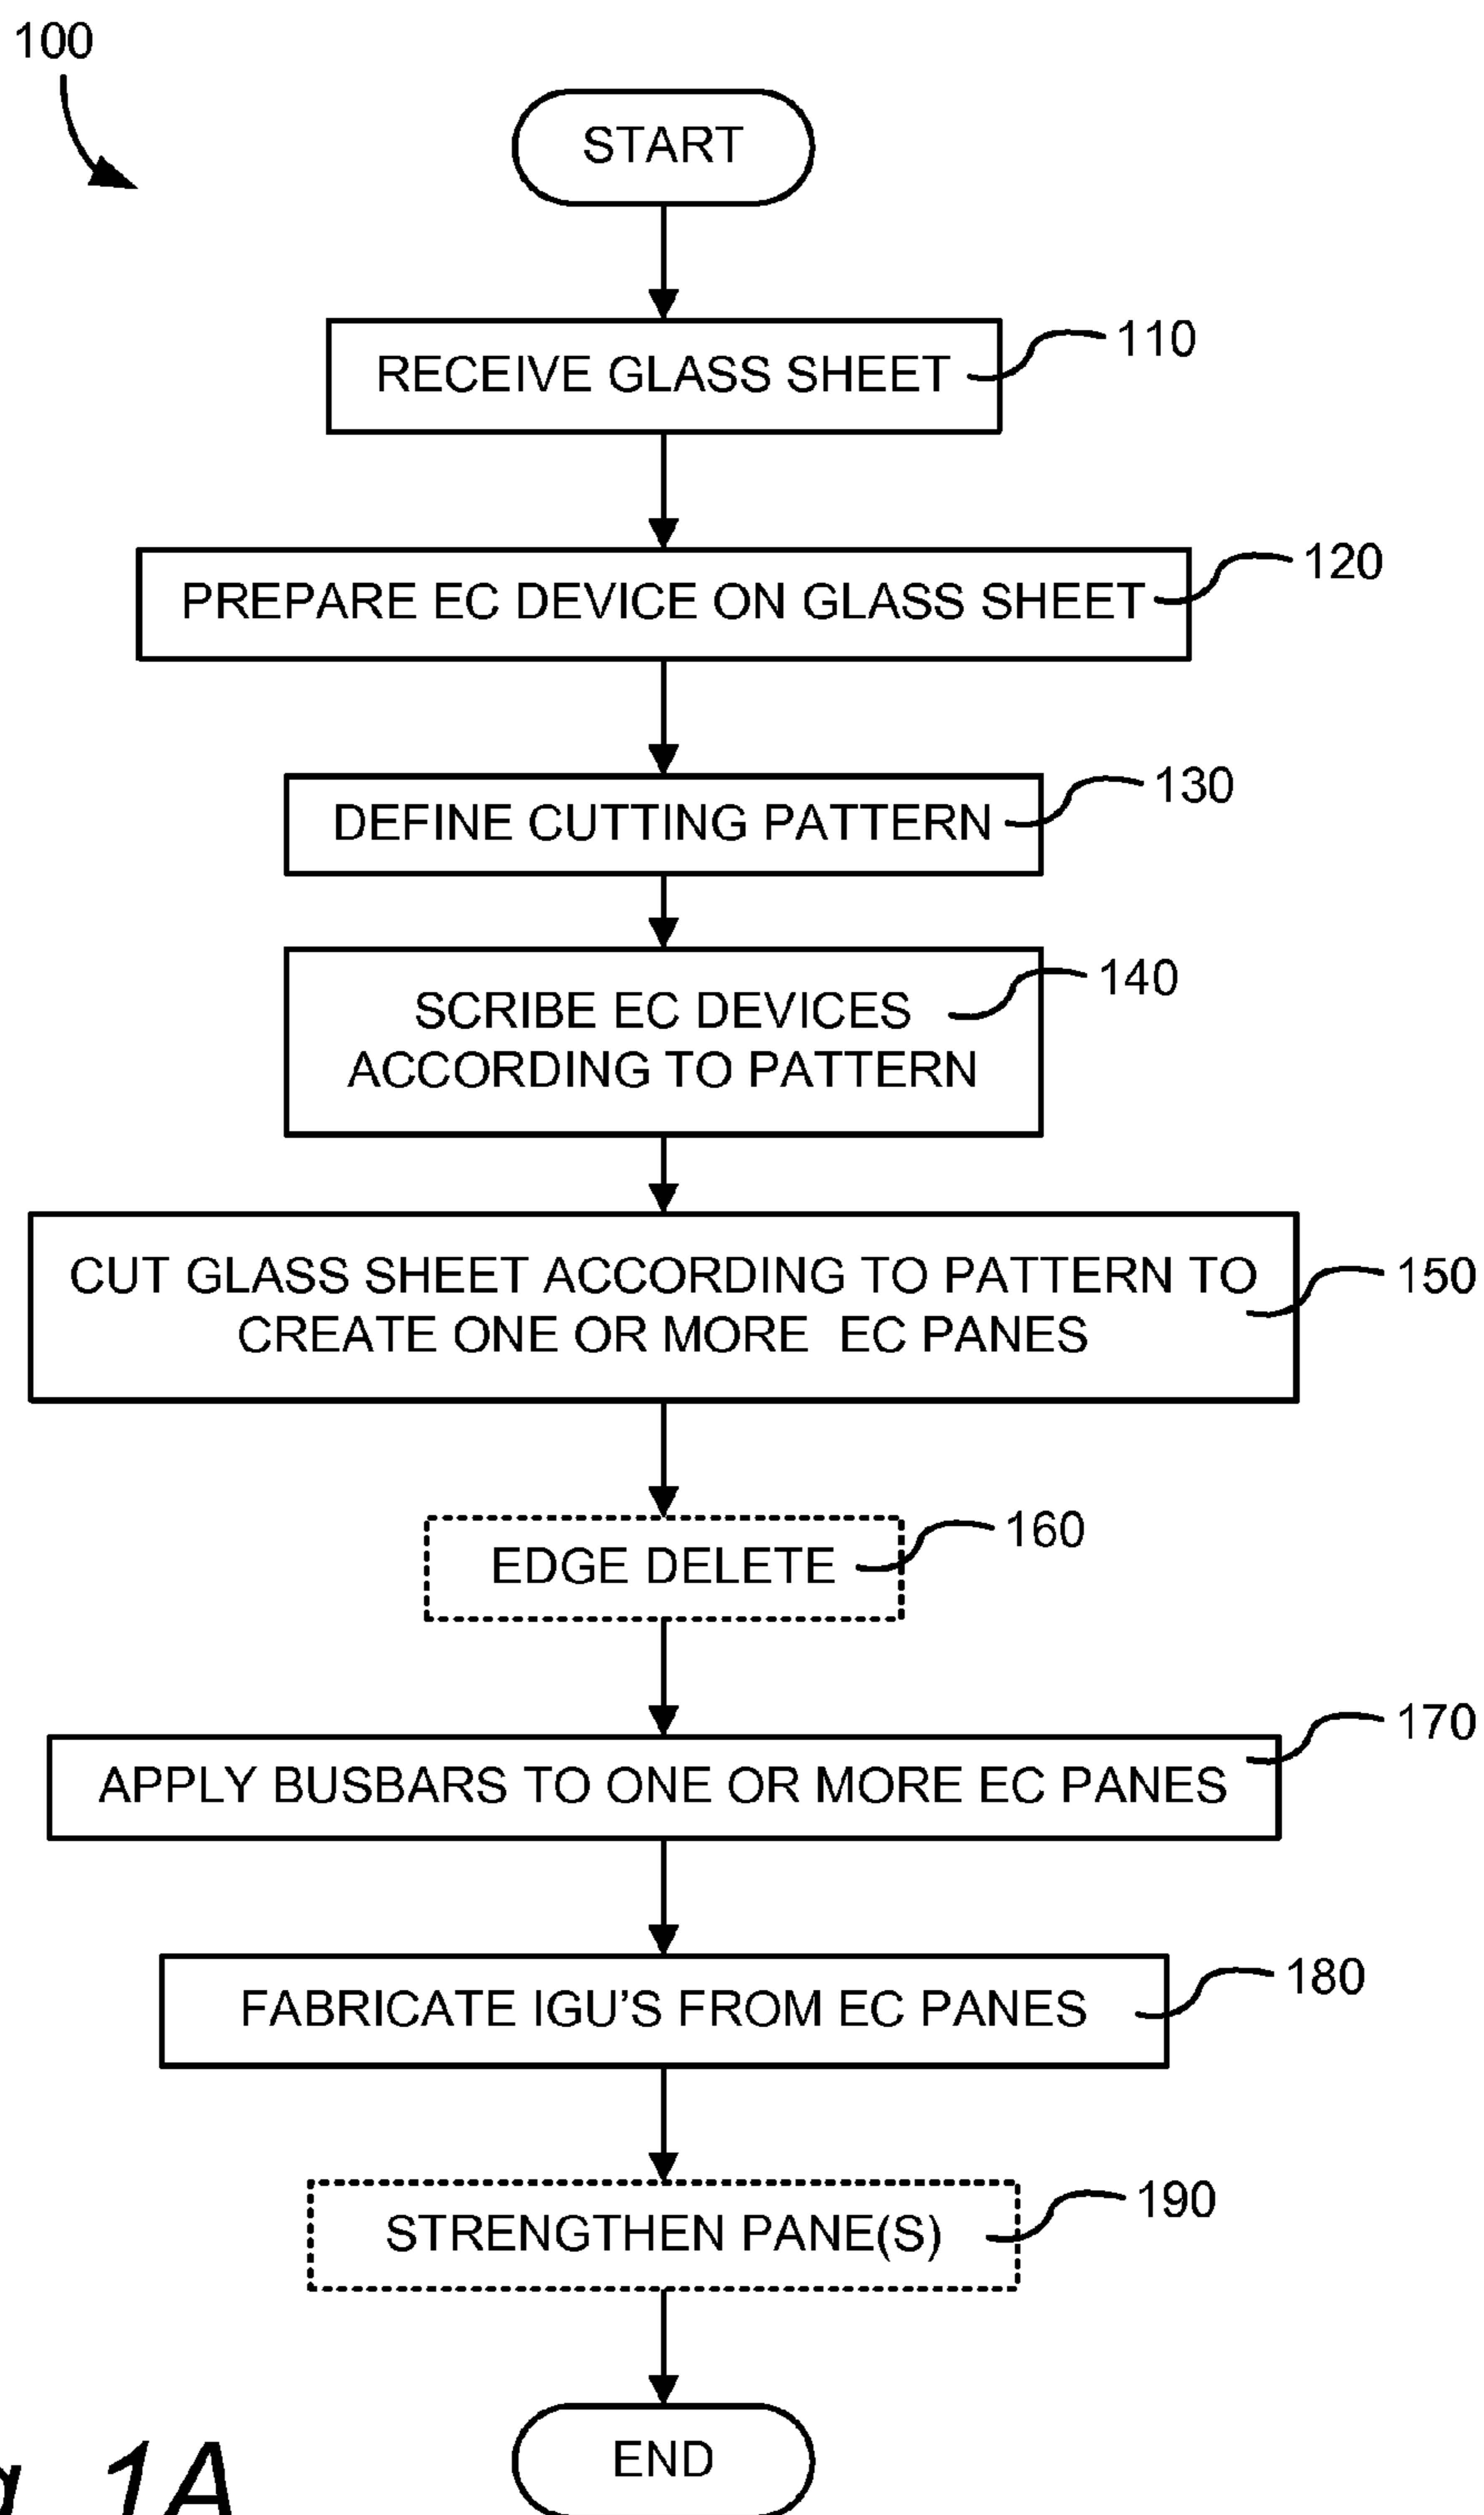 100
START
RECEIVE GLASS SHEET
110
PREPARE EC DEVICE ON GLASS SHEET
120
DEFINE CUTTING PATTERN
130
SCRIBE EC DEVICES
ACCORDING TO PATTERN
140
CUT GLASS SHEET ACCORDING TO PATTERN TO
CREATE ONE OR MORE EC PANES
150
EDGE DELETE
160
APPLY BUSBARS TO ONE OR MORE EC PANES
170
FABRICATE IGU'S FROM EC PANES
180
STRENGTHEN PANE(S)
190
END
1A